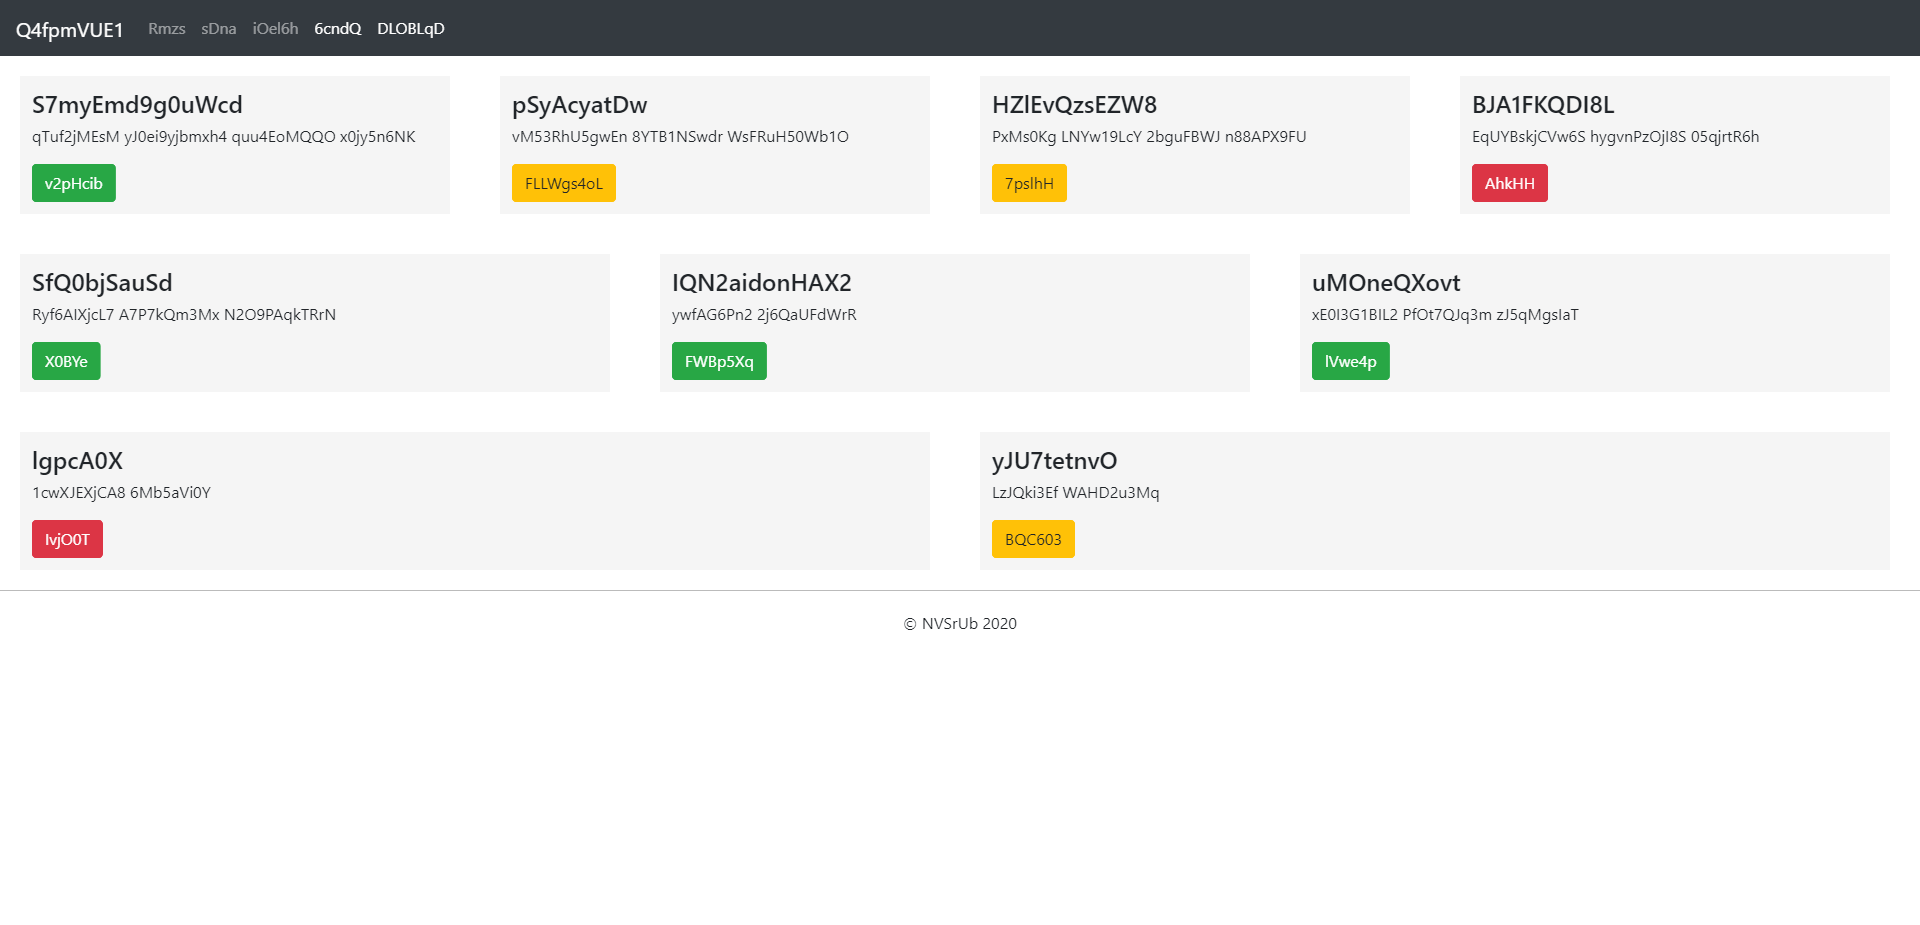 Q4fpmVUE1 Rmzs sDna iOel6h 6cndQ DLOBLqD
S7myEmd9g0uWcd
qTuf2jMEsM yJ0ei9yjbmxh4 quu4EoMQQO x0jy5n6NK
v2pHcib
pSyAcyatDw
vM53RhU5gwEn 8YTB1NSwdr WsFRuH50Wb1O
FLLWgs4oL
HZlEvQzsEZW8
PxMs0Kg LNYw19LcY 2bguFBWJ n88APX9FU
7pslhH
BJA1FKQDI8L
EqUYBskjCVw6S hygvnPzOjI8S 05qjrtR6h
AhkHH
SfQ0bjSauSd
Ryf6AIXjcL7 A7P7kQm3Mx N2O9PAqkTRrN
X0BYe
IQN2aidonHAX2
ywfAG6Pn2 2j6QaUFdWrR
FWBp5Xq
uMOneQXovt
xE0I3G1BIL2 PfOt7QJq3m zJ5qMgsIaT
lVwe4p
lgpcA0X
1cwXJEXjCA8 6Mb5aVi0Y
IvjO0T
yJU7tetnvO
LzJQki3Ef WAHD2u3Mq
BQC603
© NVSrUb 2020